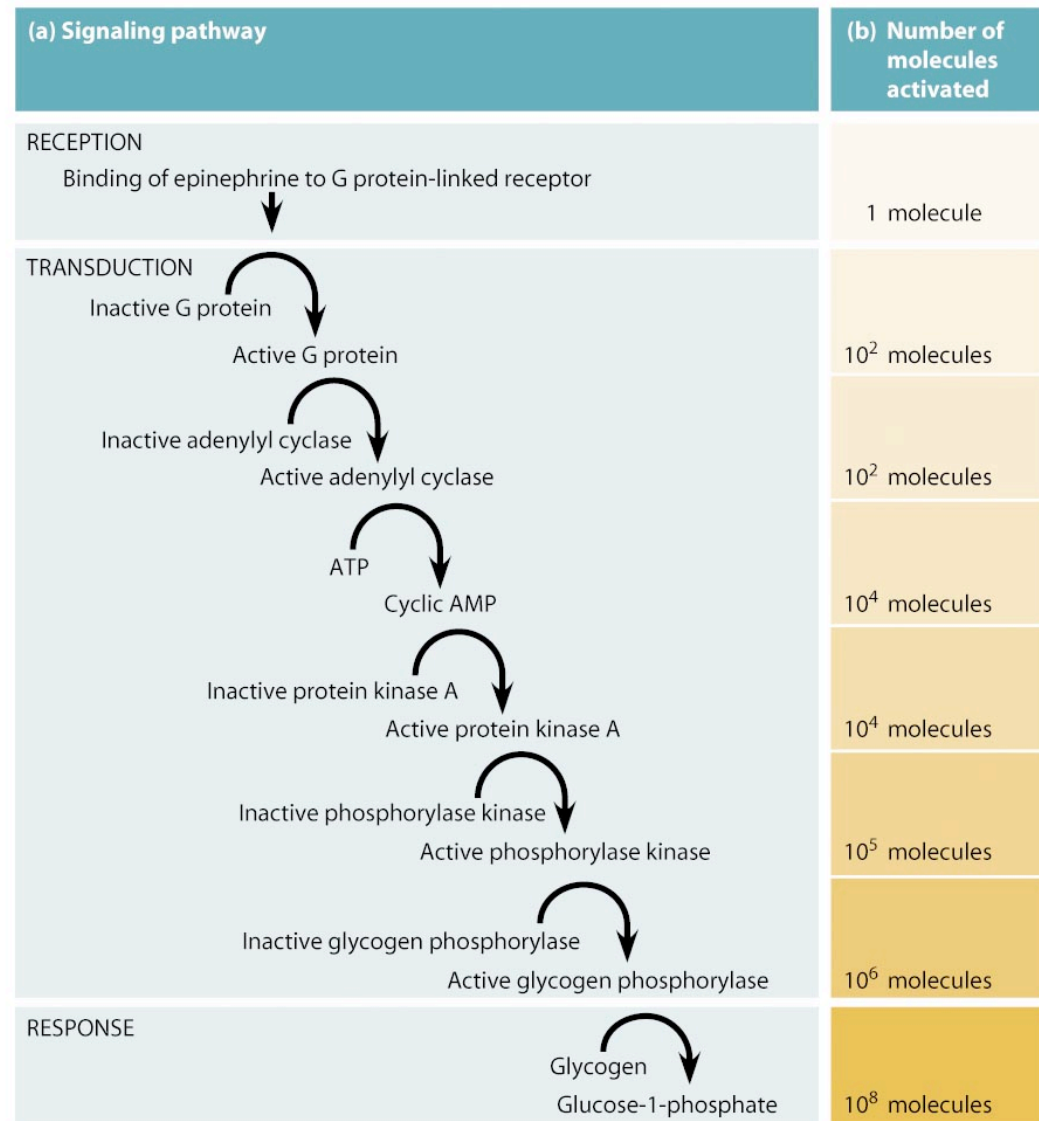 (a) Signaling pathway
(b) Number of
molecules
activated
RECEPTION
Binding of epinephrine to G protein-linked receptor
1 molecule
TRANSDUCTION
Inactive G protein
Active G protein
10² molecules
Inactive adenylyl cyclase
Active adenylyl cyclase
10² molecules
ATP
Cyclic AMP
10⁴ molecules
Inactive protein kinase A
Active protein kinase A
10⁴ molecules
Inactive phosphorylase kinase
Active phosphorylase kinase
10⁵ molecules
Inactive glycogen phosphorylase
Active glycogen phosphorylase
10⁶ molecules
RESPONSE
Glycogen
Glucose-1-phosphate
10⁸ molecules